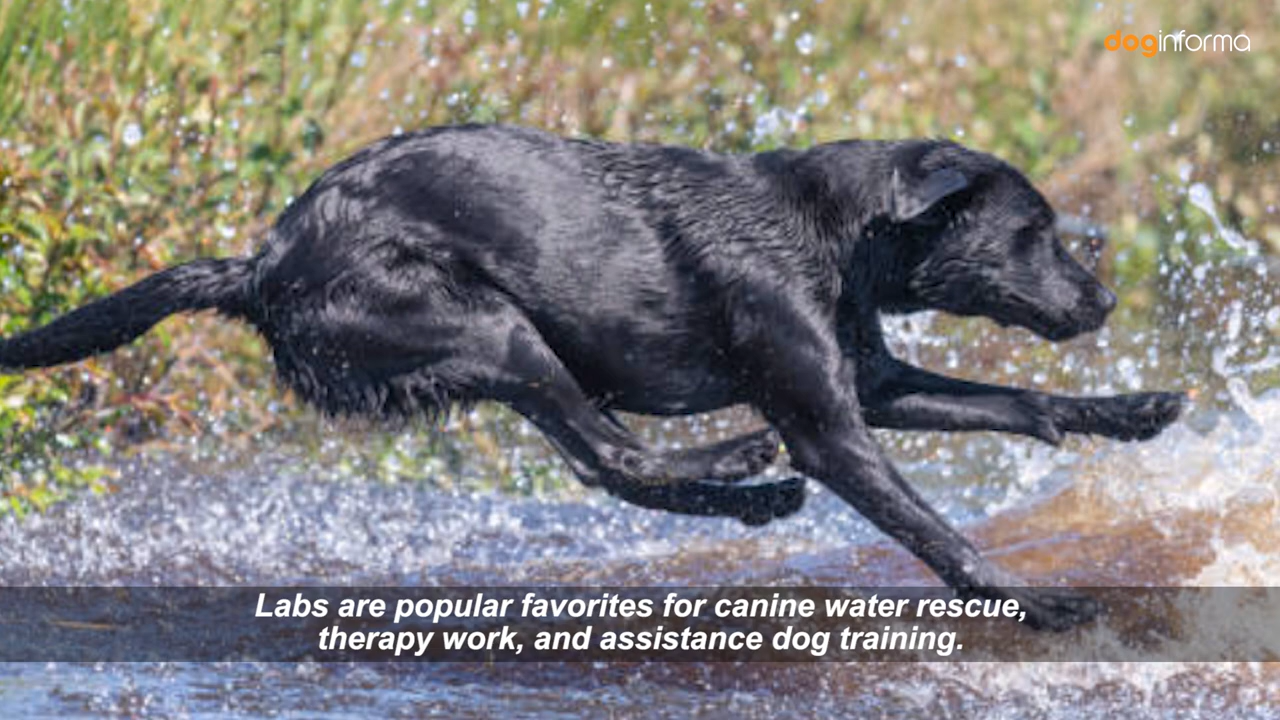 doginforma
Labs are popular favorites for canine water rescue,
therapy work, and assistance dog training.